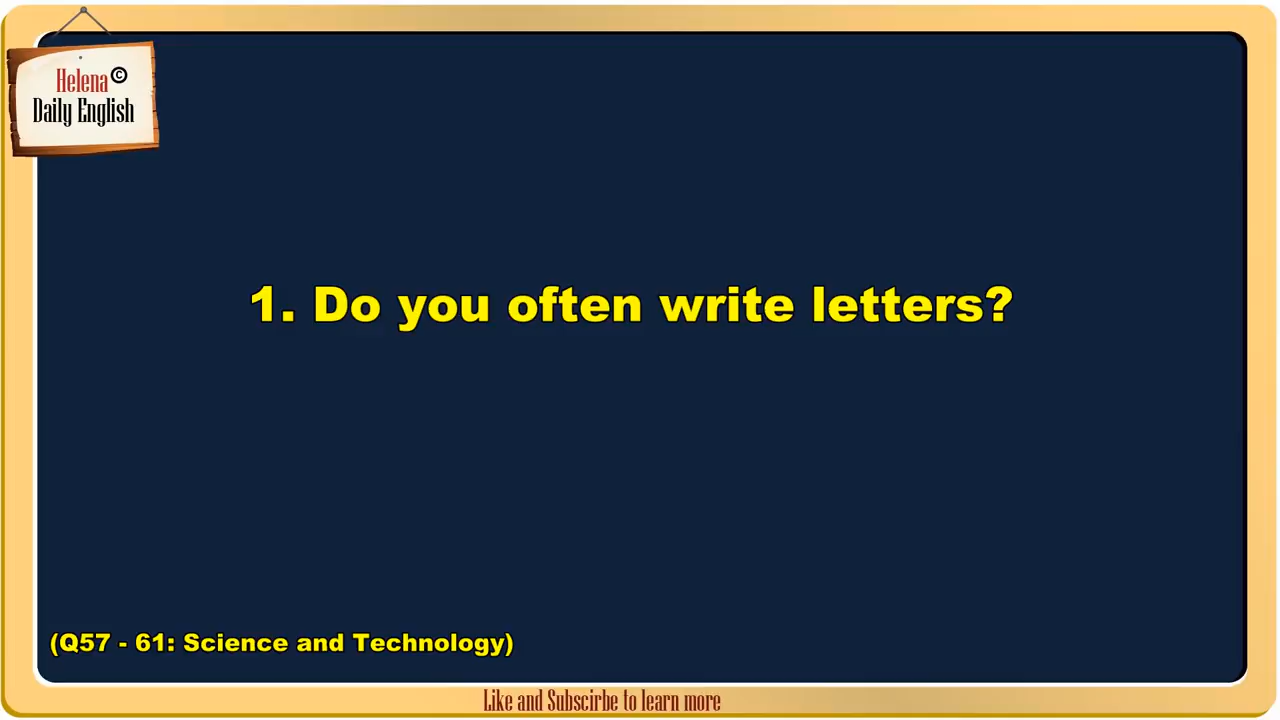 Helena ©
Daily English
1. Do you often write letters?
(Q57 - 61: Science and Technology)
Like and Subscirbe to learn more